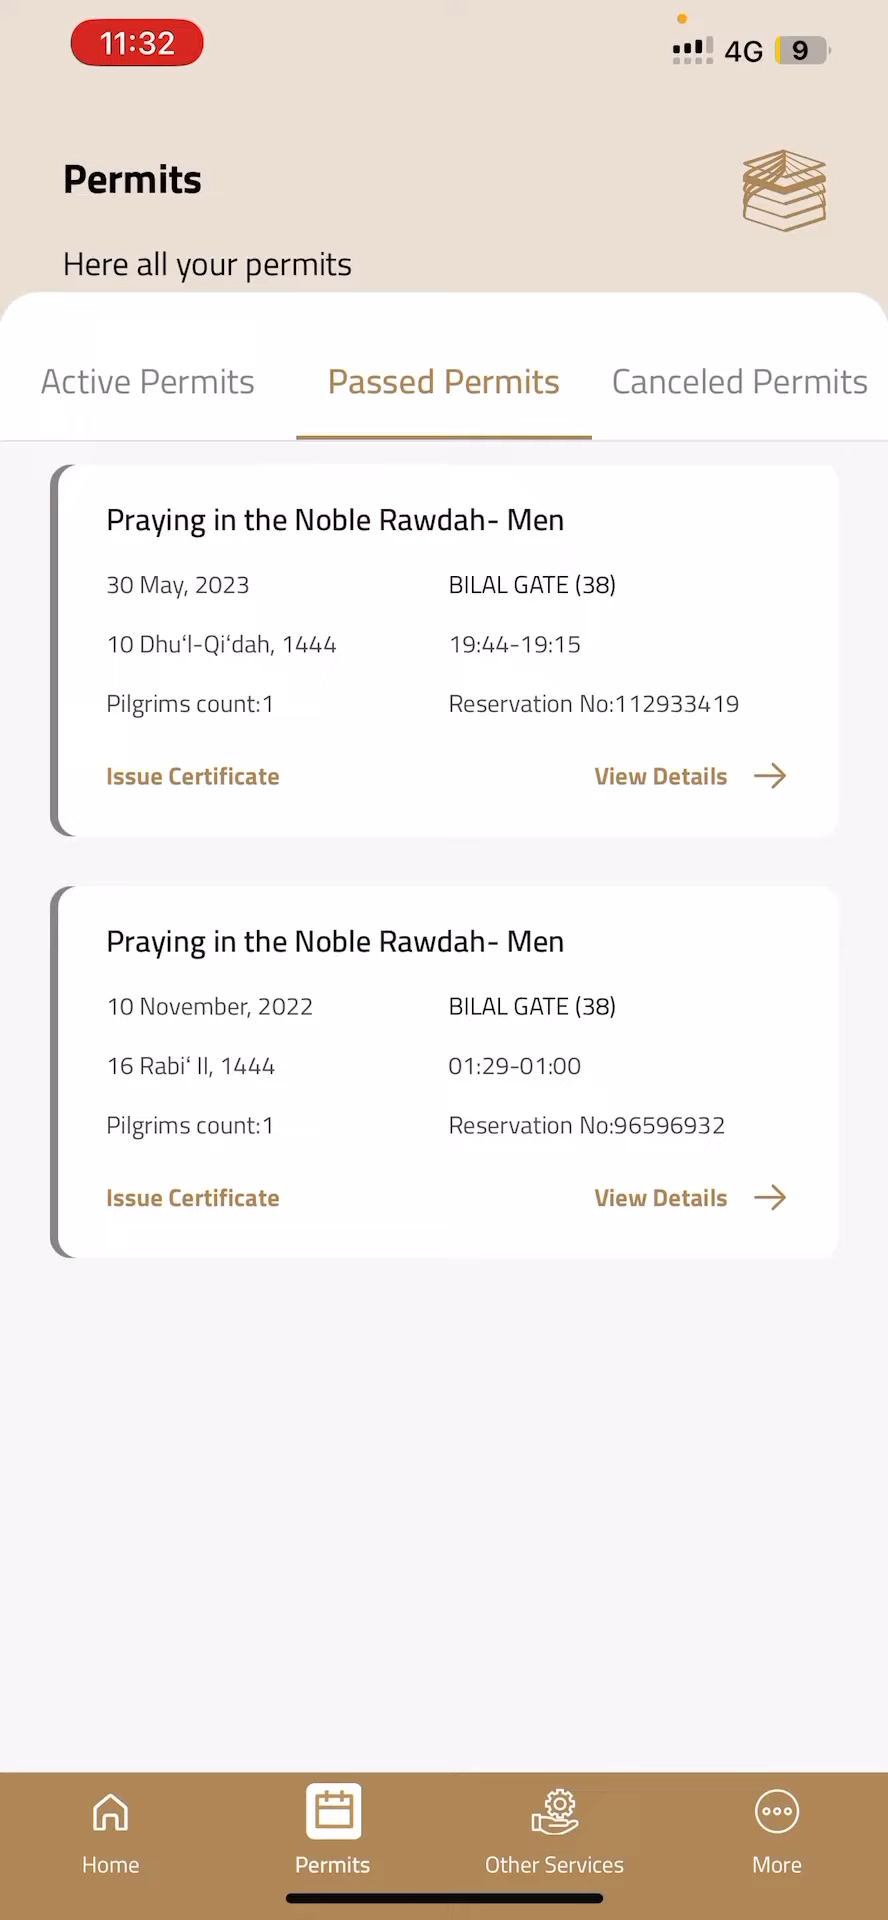 11:32
4G 9
Permits
Here all your permits
Active Permits Passed Permits Canceled Permits
Praying in the Noble Rawdah- Men
30 May, 2023 BILAL GATE (38)
10 Dhuʻl-Qiʻdah, 1444 19:44-19:15
Pilgrims count:1 Reservation No:112933419
Issue Certificate View Details
Praying in the Noble Rawdah- Men
10 November, 2022 BILAL GATE (38)
16 Rabiʻ II, 1444 01:29-01:00
Pilgrims count:1 Reservation No:96596932
Issue Certificate View Details
Home Permits Other Services More